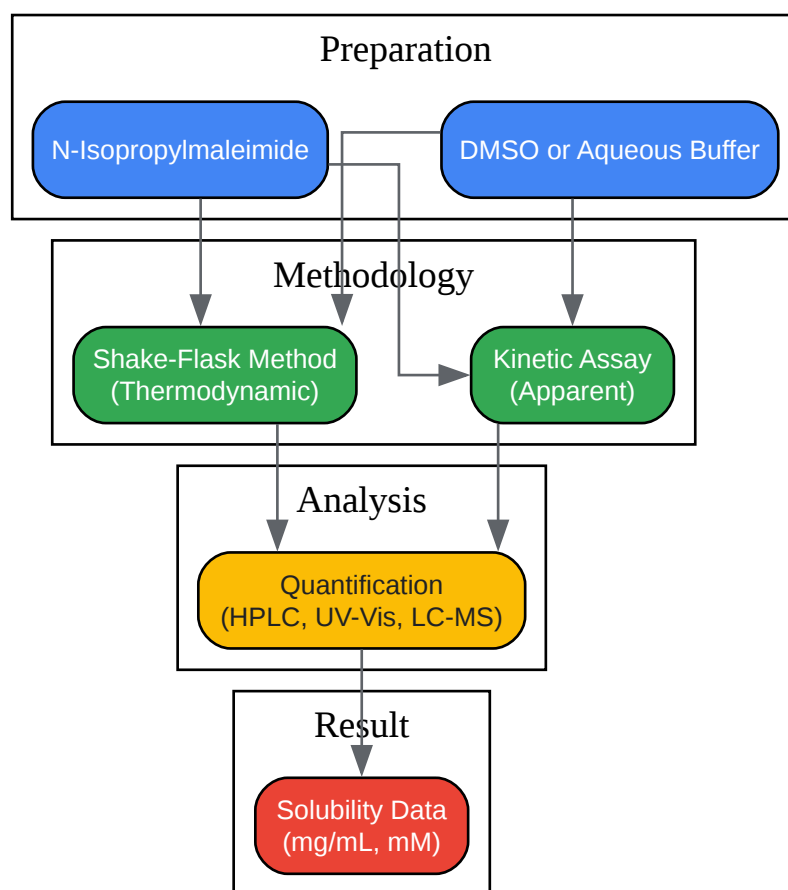 Preparation
N-Isopropylmaleimide
DMSO or Aqueous Buffer
Methodology
Shake-Flask Method
(Thermodynamic)
Kinetic Assay
(Apparent)
Analysis
Quantification
(HPLC, UV-Vis, LC-MS)
Result
Solubility Data
(mg/mL, mM)